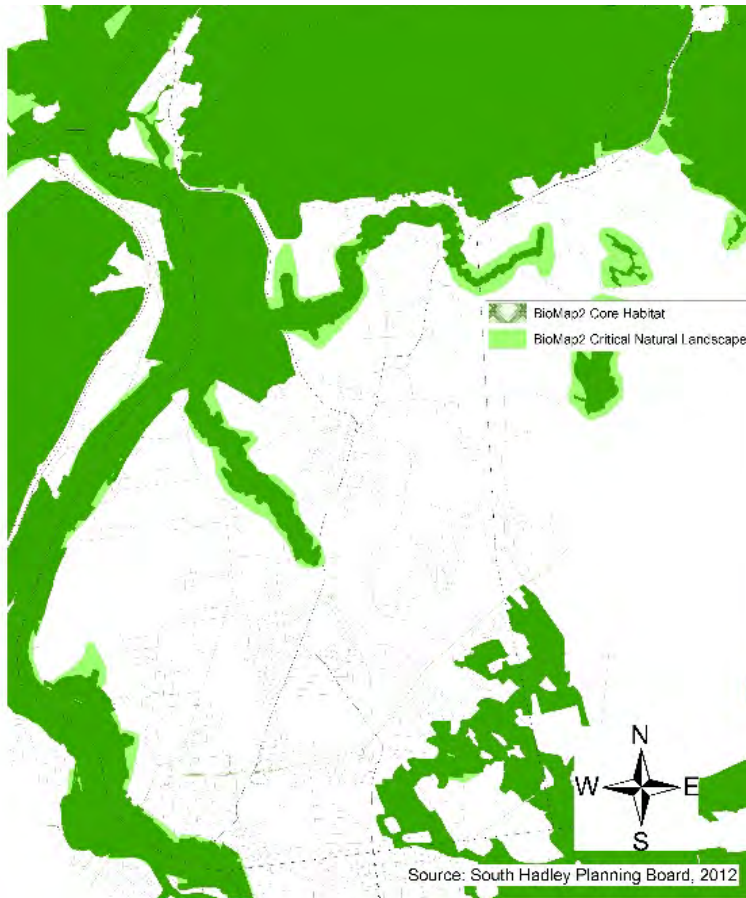 BioMap2 Core Habitat
BioMap2 Critical Natural Landscape
N
W E
S
Source: South Hadley Planning Board, 2012